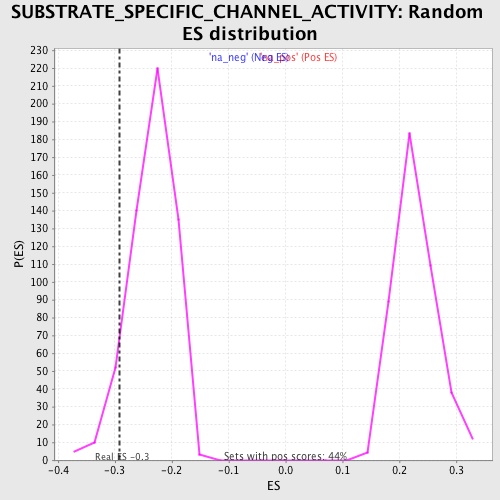 SUBSTRATE_SPECIFIC_CHANNEL_ACTIVITY: Random
ES distribution
'na_neg' (Neg ES)
'na_pos' (Pos ES)
P(ES)
230
220
210
200
190
180
170
160
150
140
130
120
110
100
90
80
70
60
50
40
30
20
10
0
Real ES -0.3
Sets with pos scores: 44%
-0.4 -0.3 -0.2 -0.1 0.0 0.1 0.2 0.3
ES